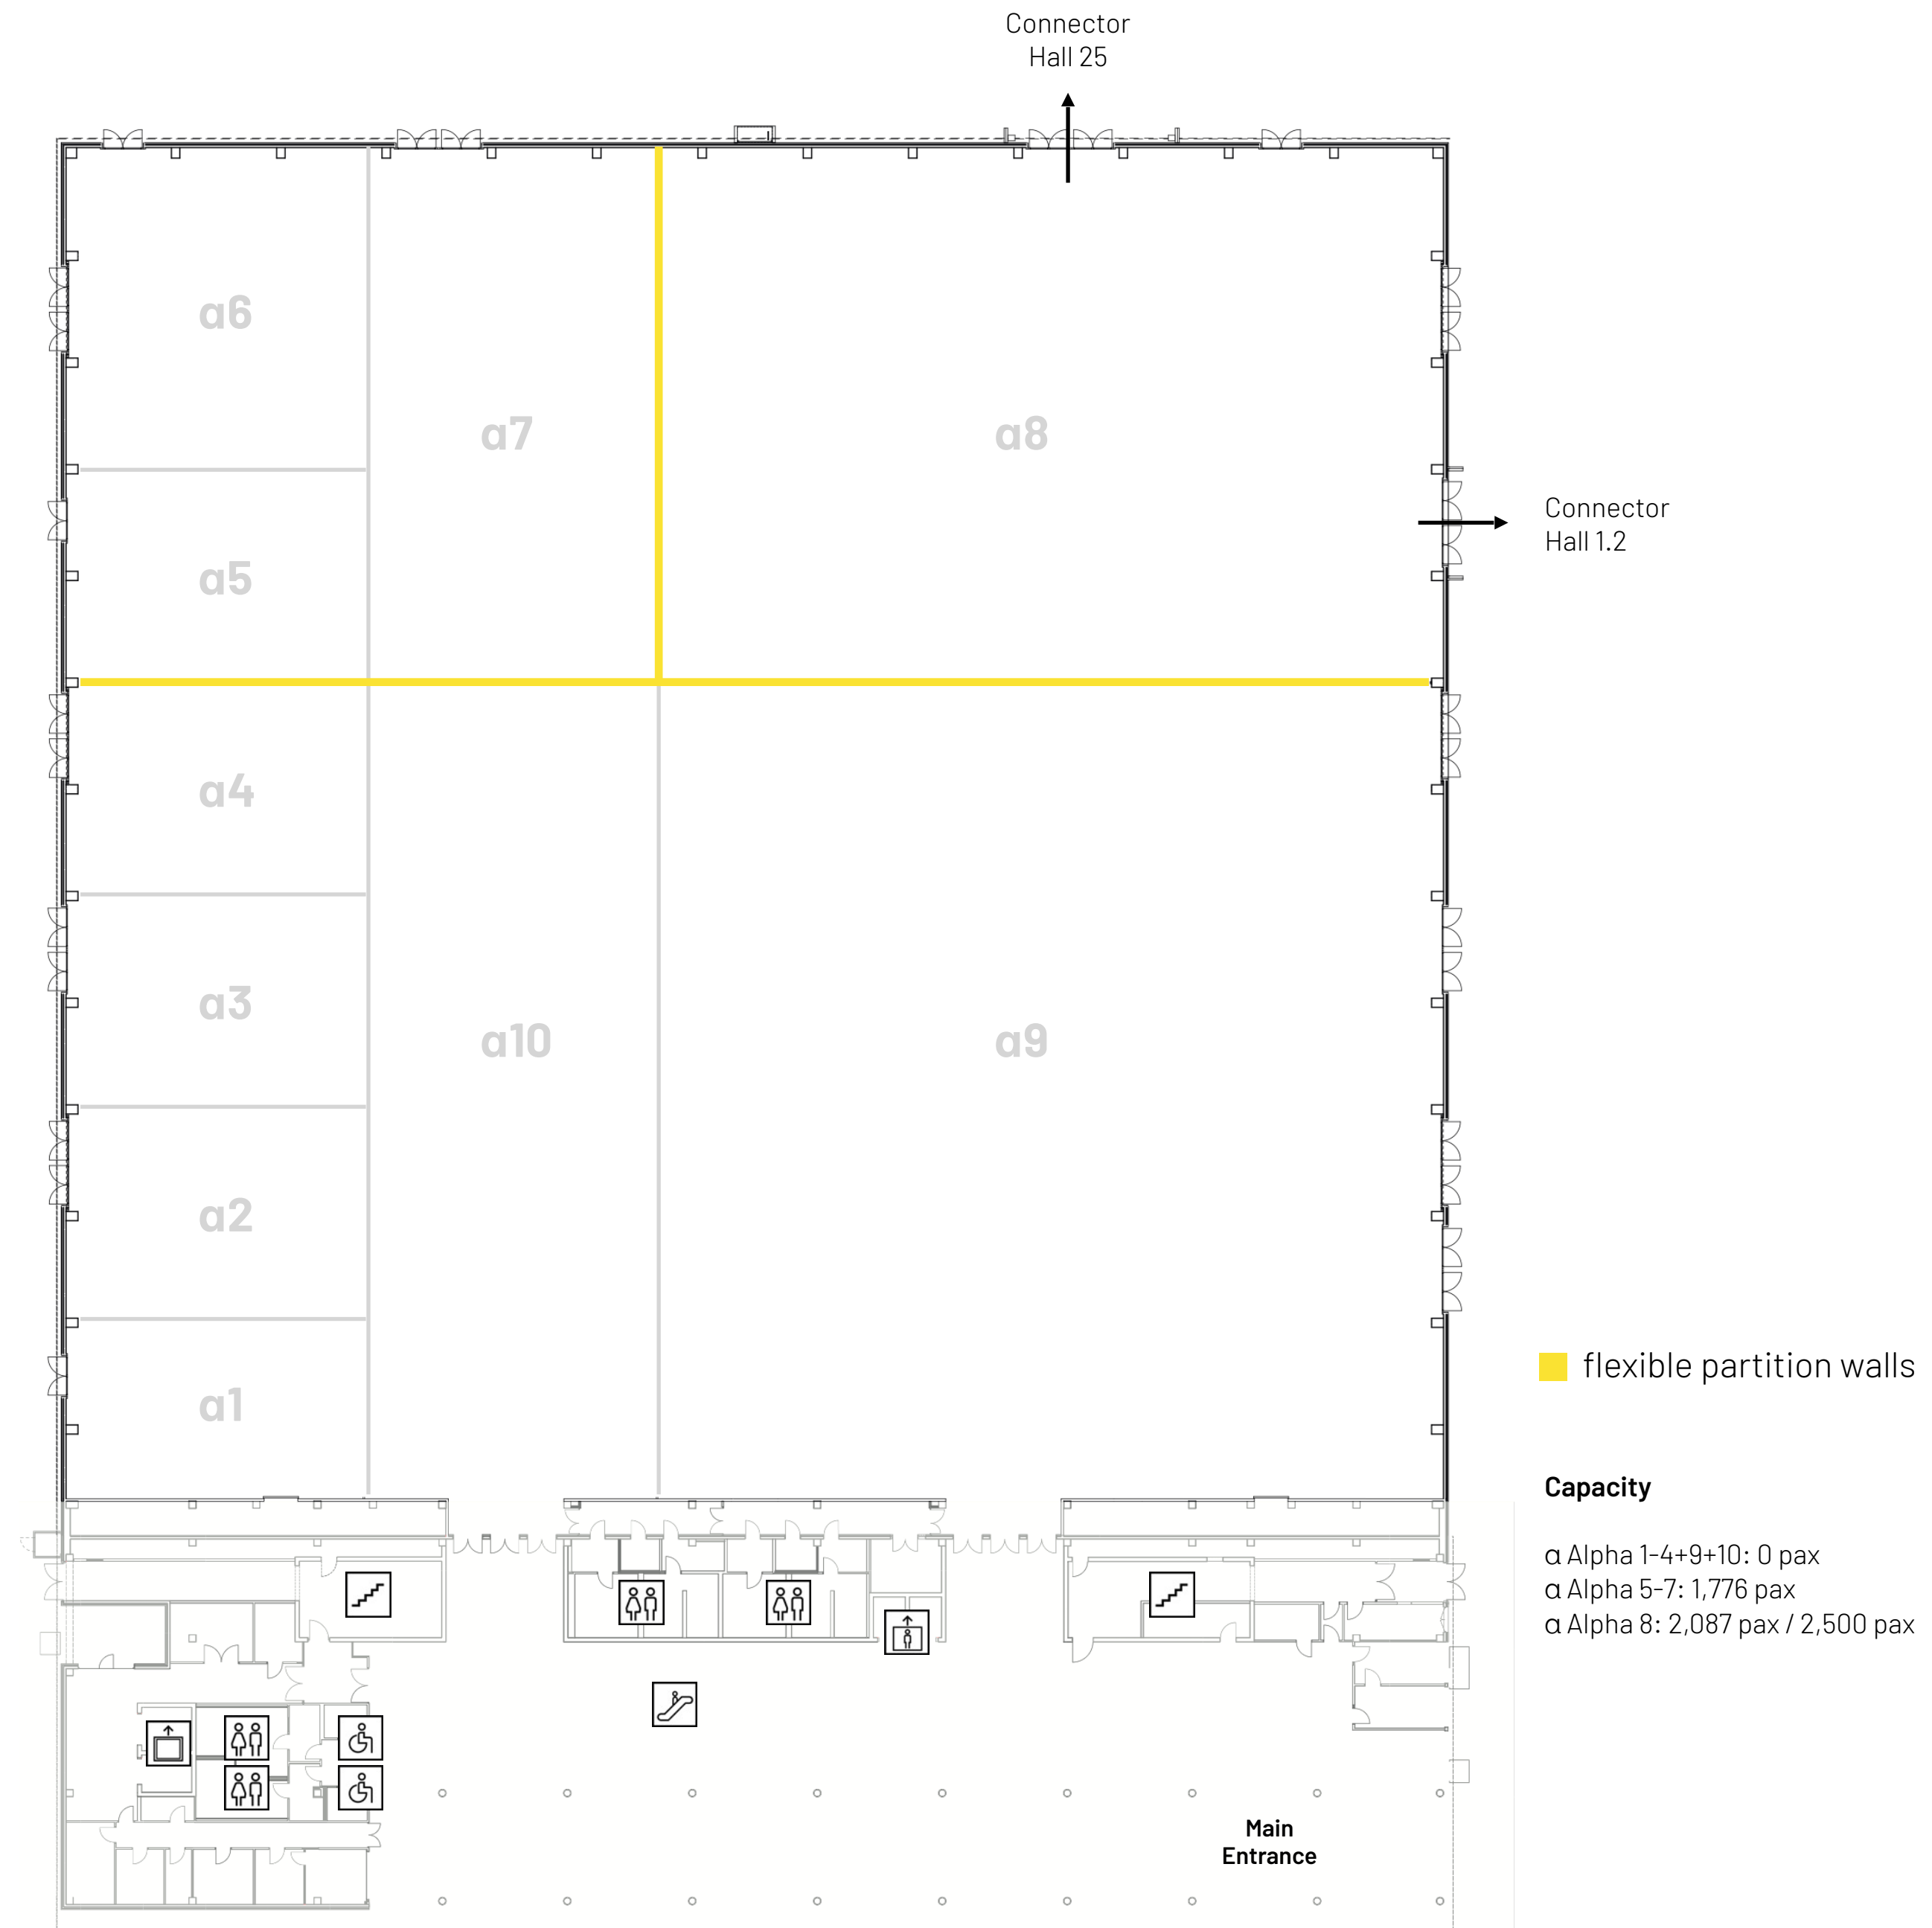 Connector
Hall 25
a6
a7
a8
Connector
Hall 1.2
a5
a4
a3
a10
a9
a2
a1
flexible partition walls
Capacity
α Alpha 1-4+9+10: 0 pax
α Alpha 5-7: 1,776 pax
α Alpha 8: 2,087 pax / 2,500 pax
Main
Entrance